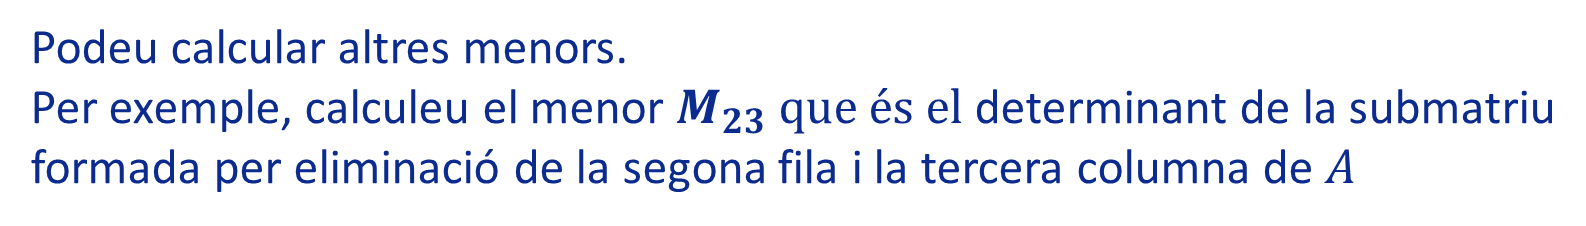 Podeu calcular altres menors.
Per exemple, calculeu el menor M₂₃ que és el determinant de la submatriu
formada per eliminació de la segona fila i la tercera columna de A